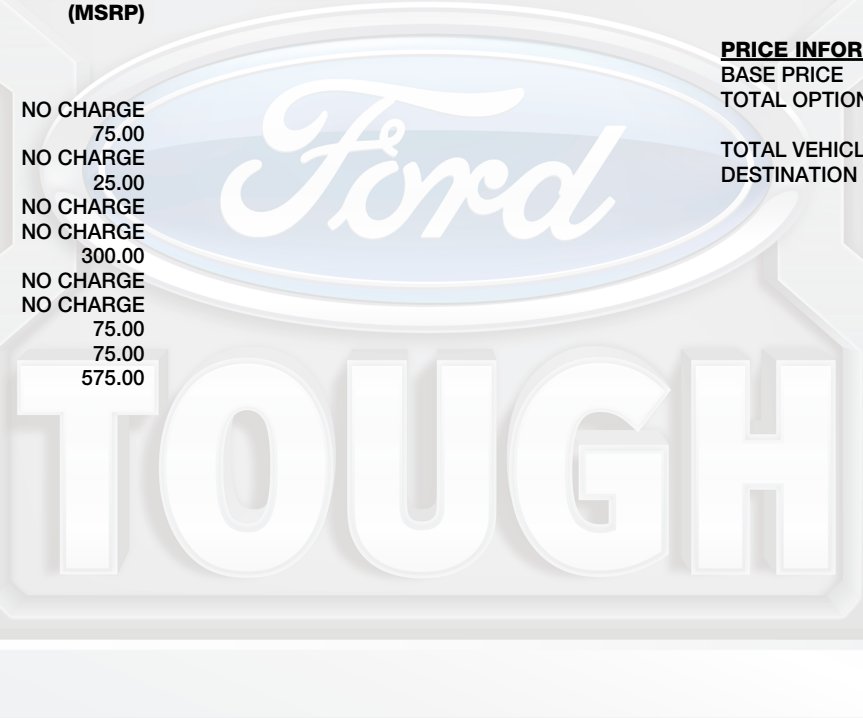 (MSRP)
NO CHARGE
75.00
NO CHARGE
25.00
NO CHARGE
NO CHARGE
300.00
NO CHARGE
NO CHARGE
75.00
75.00
575.00
PRICE INFOR
BASE PRICE
TOTAL OPTION
TOTAL VEHICL
DESTINATION
Ford
TOUGH